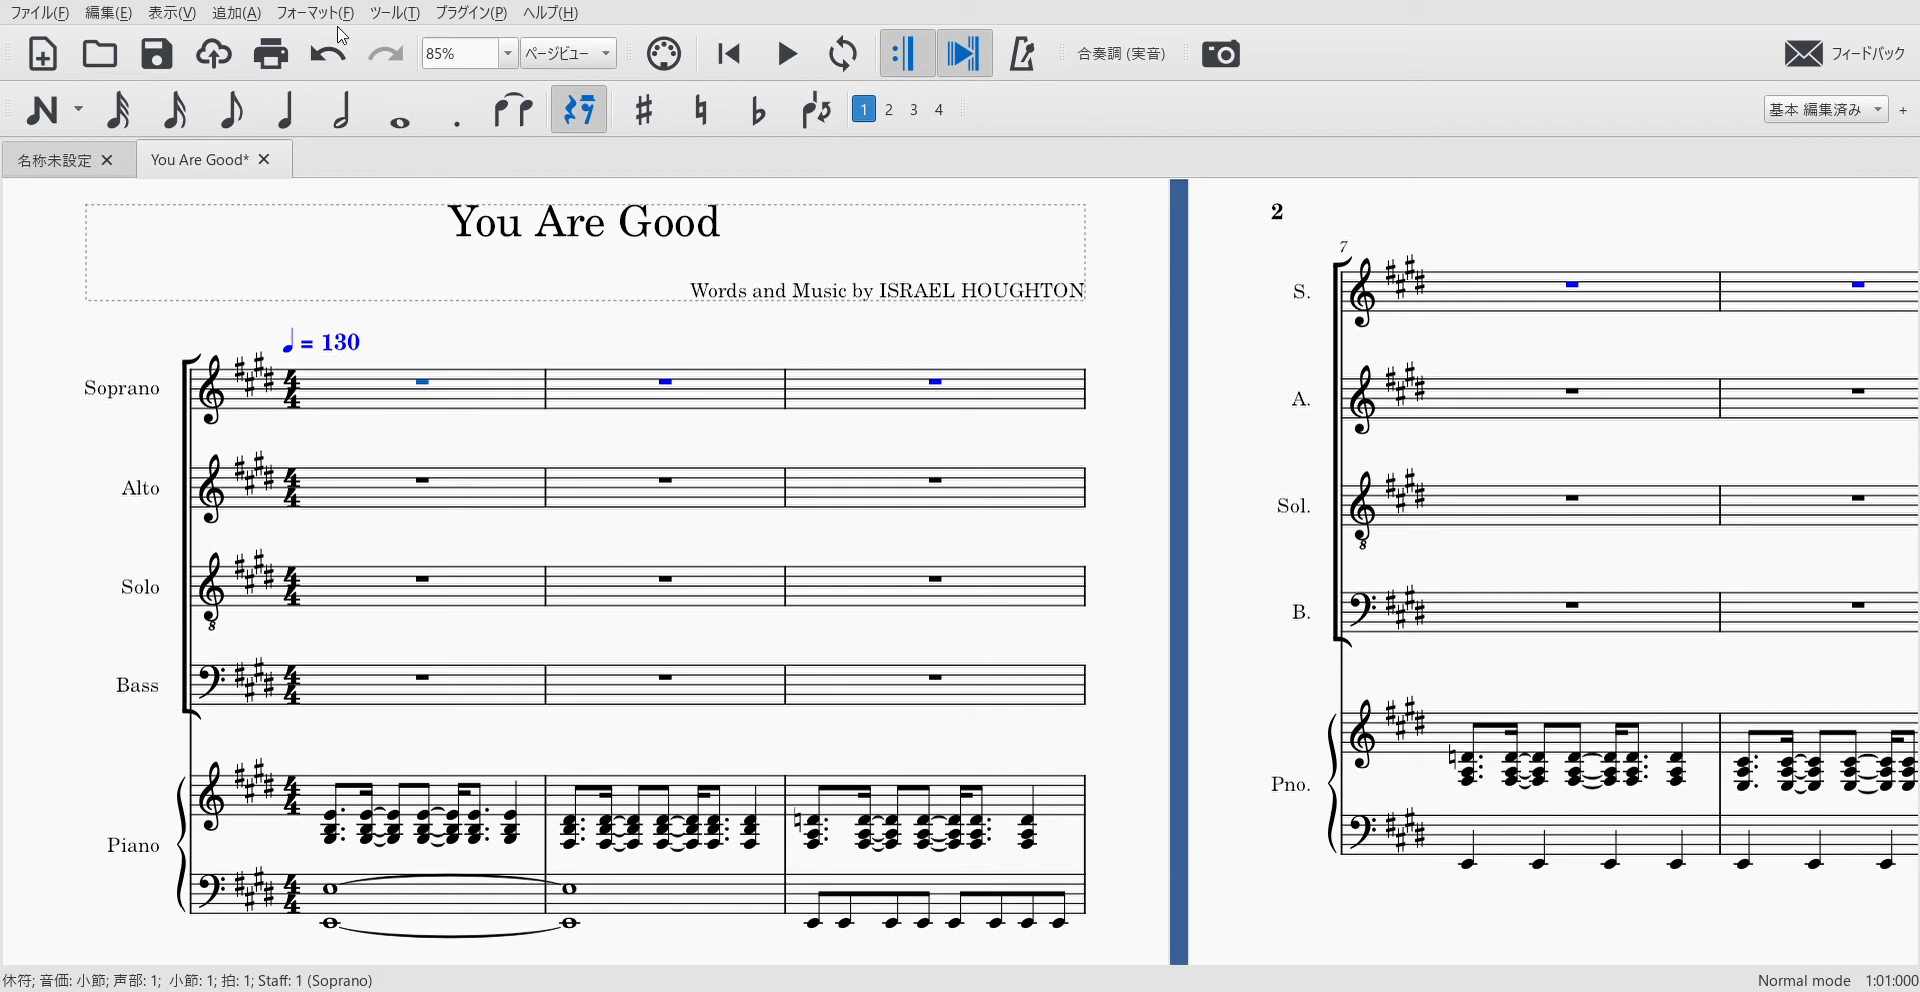 ファイル(F) 編集(E) 表示(V) 追加(A) フォーマット(F) ツール(T) プラグイン(P) ヘルプ(H)
85% ページビュー 合奏調 (実音) フィードバック
1 2 3 4 基本 編集済み +
名称未設定 You Are Good*
You Are Good
Words and Music by ISRAEL HOUGHTON
= 130
Soprano
Alto
Solo
Bass
Piano
2
7
S.
A.
Sol.
B.
Pno.
休符; 音価: 小節; 声部: 1; 小節: 1; 拍: 1; Staff: 1 (Soprano) Normal mode 1:01:000